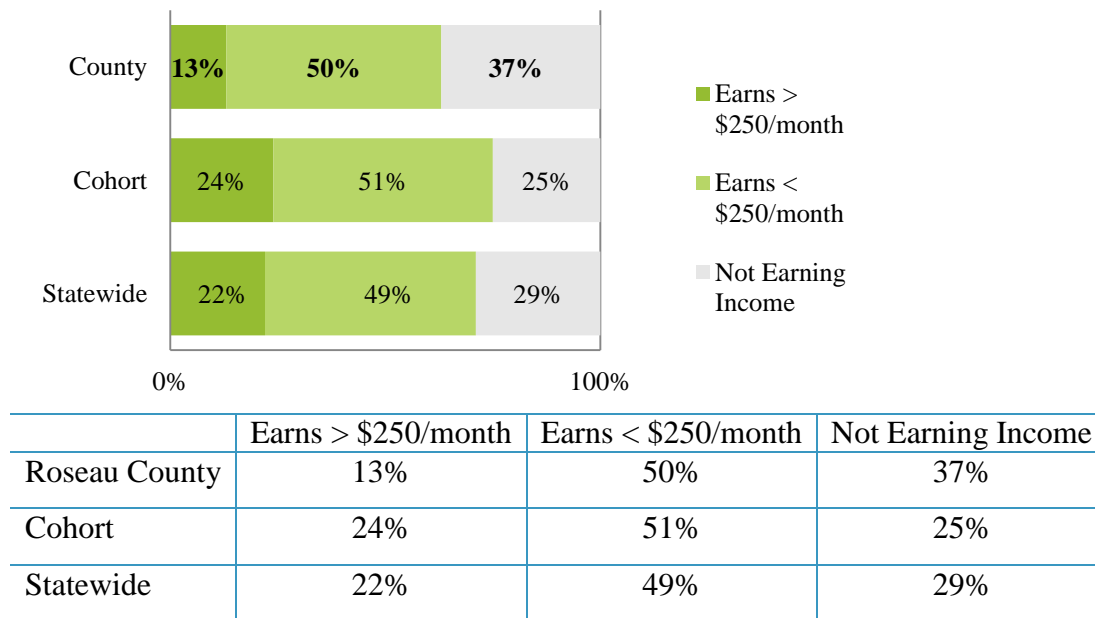 County 13% 50% 37%
Earns >
$250/month
Cohort 24% 51% 25%
Earns <
$250/month
Statewide 22% 49% 29%
Not Earning
Income
0% 100%
Earns > $250/month Earns < $250/month Not Earning Income
Roseau County 13% 50% 37%
Cohort 24% 51% 25%
Statewide 22% 49% 29%